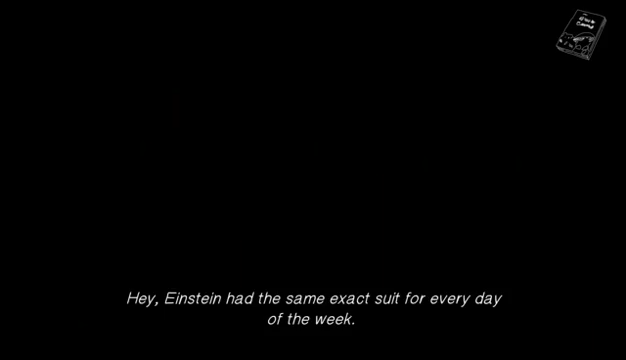 Hey, Einstein had the same exact suit for every day
of the week.